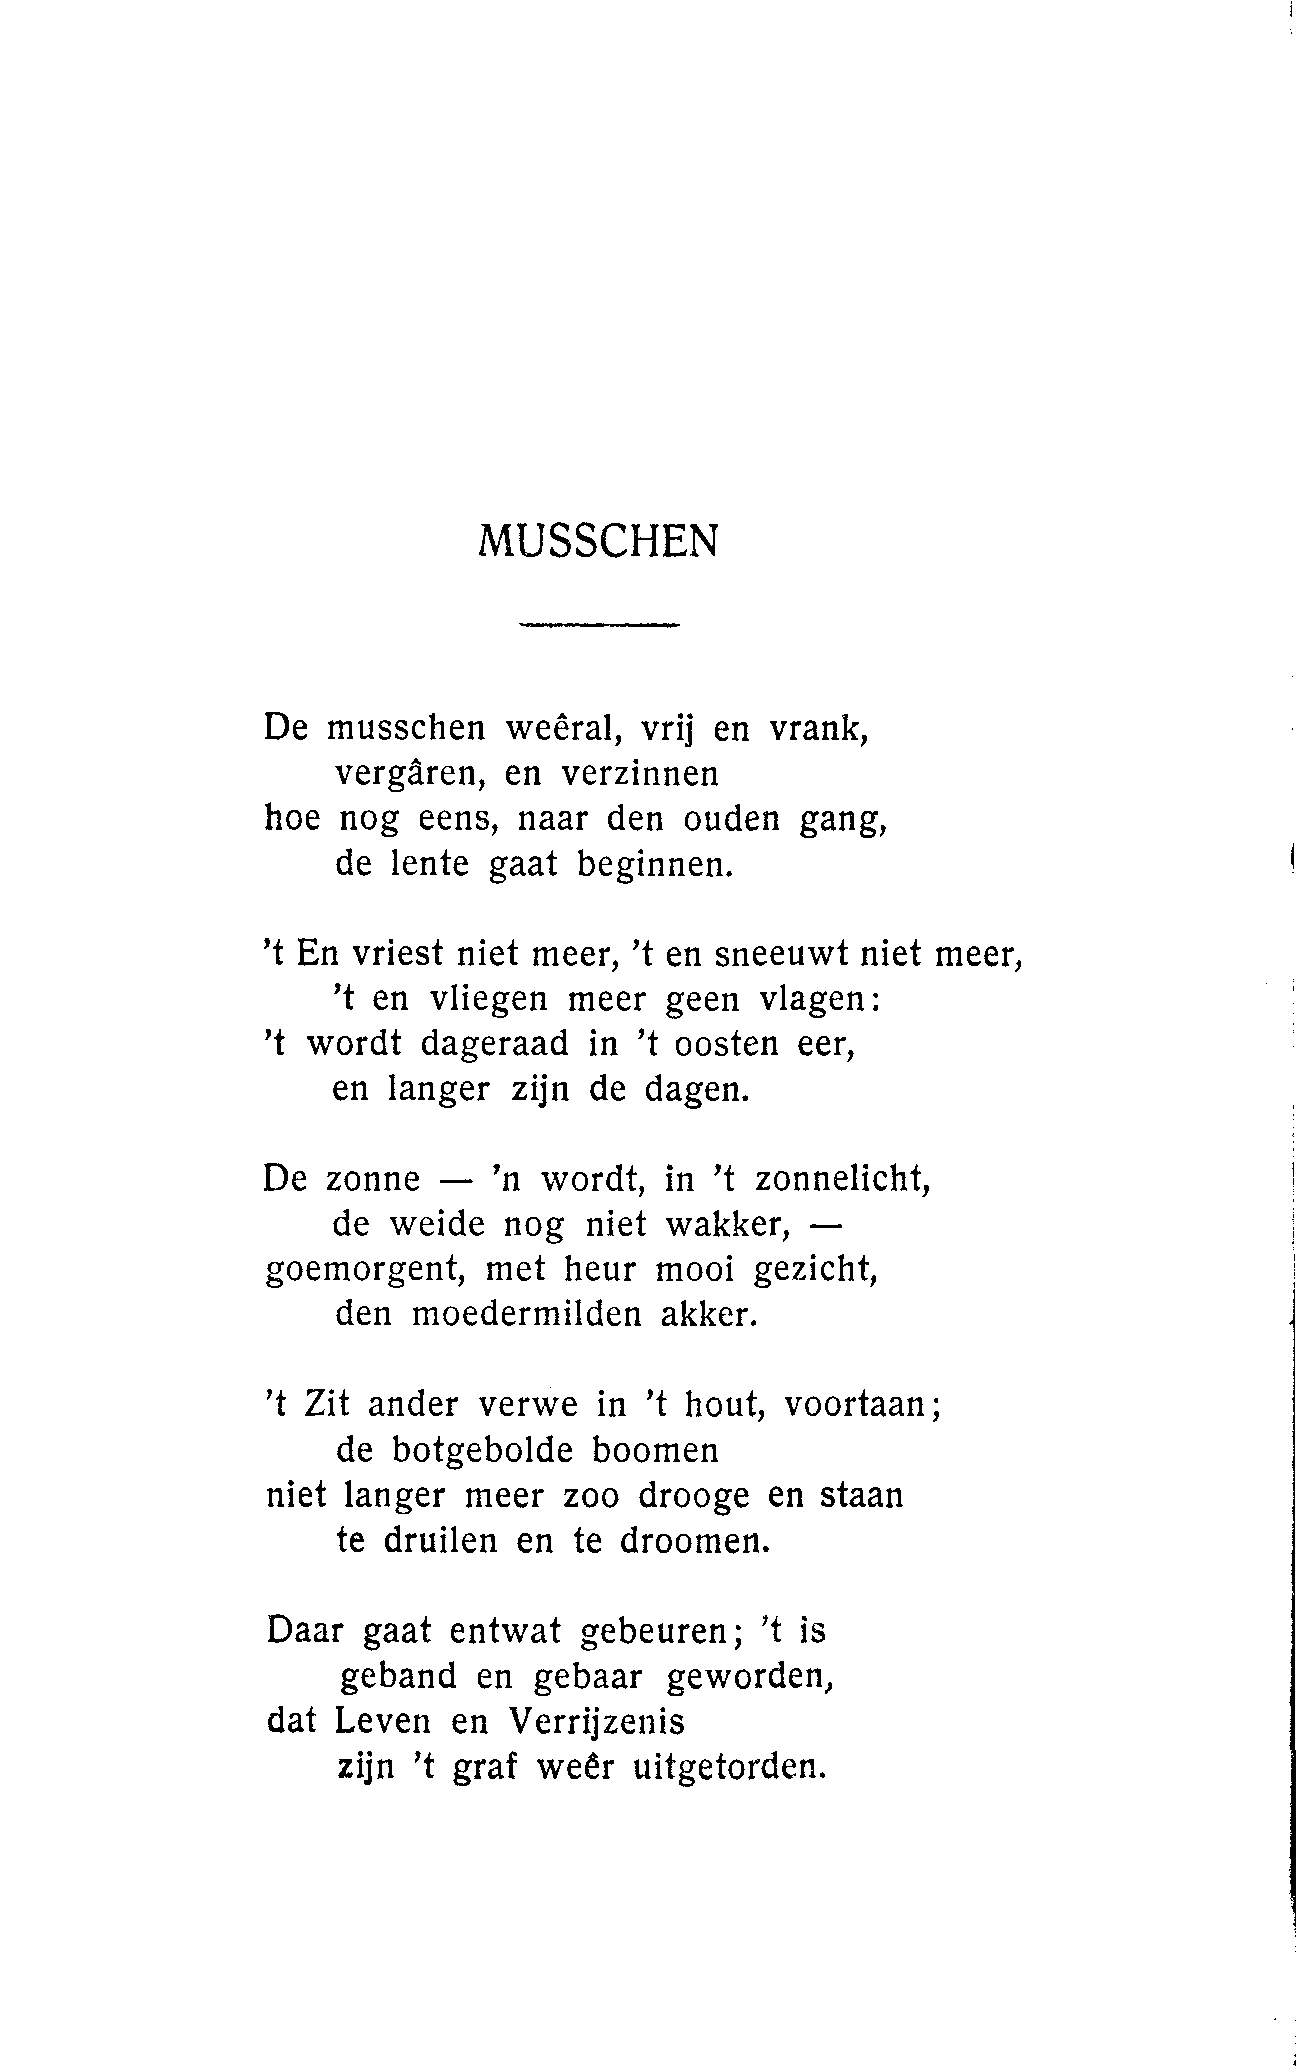 MUSSCHEN
De musschen weêral, vrij en vrank,
vergâren, en verzinnen
hoe nog eens, naar den ouden gang,
de lente gaat beginnen.
't En vriest niet meer, 't en sneeuwt niet meer,
't en vliegen meer geen vlagen:
't wordt dageraad in 't oosten eer,
en langer zijn de dagen.
De zonne — 'n wordt, in 't zonnelicht,
de weide nog niet wakker, —
goemorgent, met heur mooi gezicht,
den moedermilden akker.
't Zit ander verwe in 't hout, voortaan;
de botgebolde boomen
niet langer meer zoo drooge en staan
te druilen en te droomen.
Daar gaat entwat gebeuren; 't is
geband en gebaar geworden,
dat Leven en Verrijzenis
zijn 't graf weêr uitgetorden.